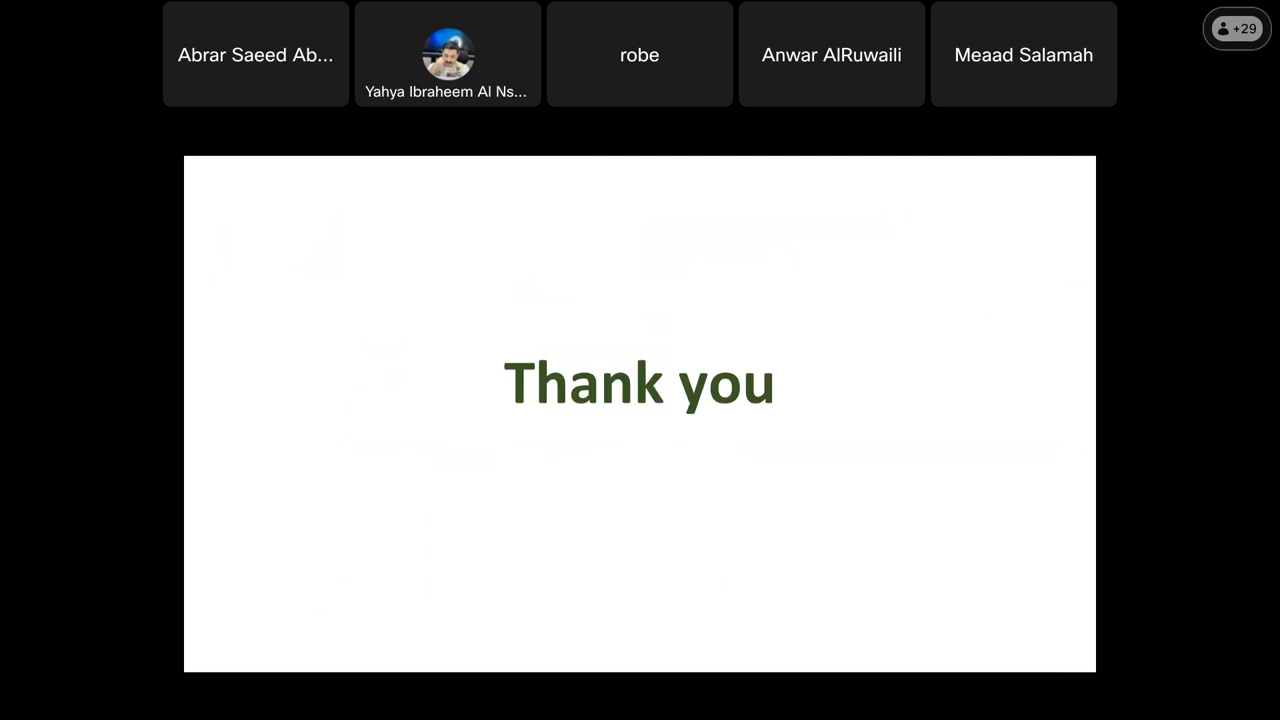 Abrar Saeed Ab...
Yahya Ibraheem Al Ns...
robe
Anwar AlRuwaili
Meaad Salamah
+29
Thank you